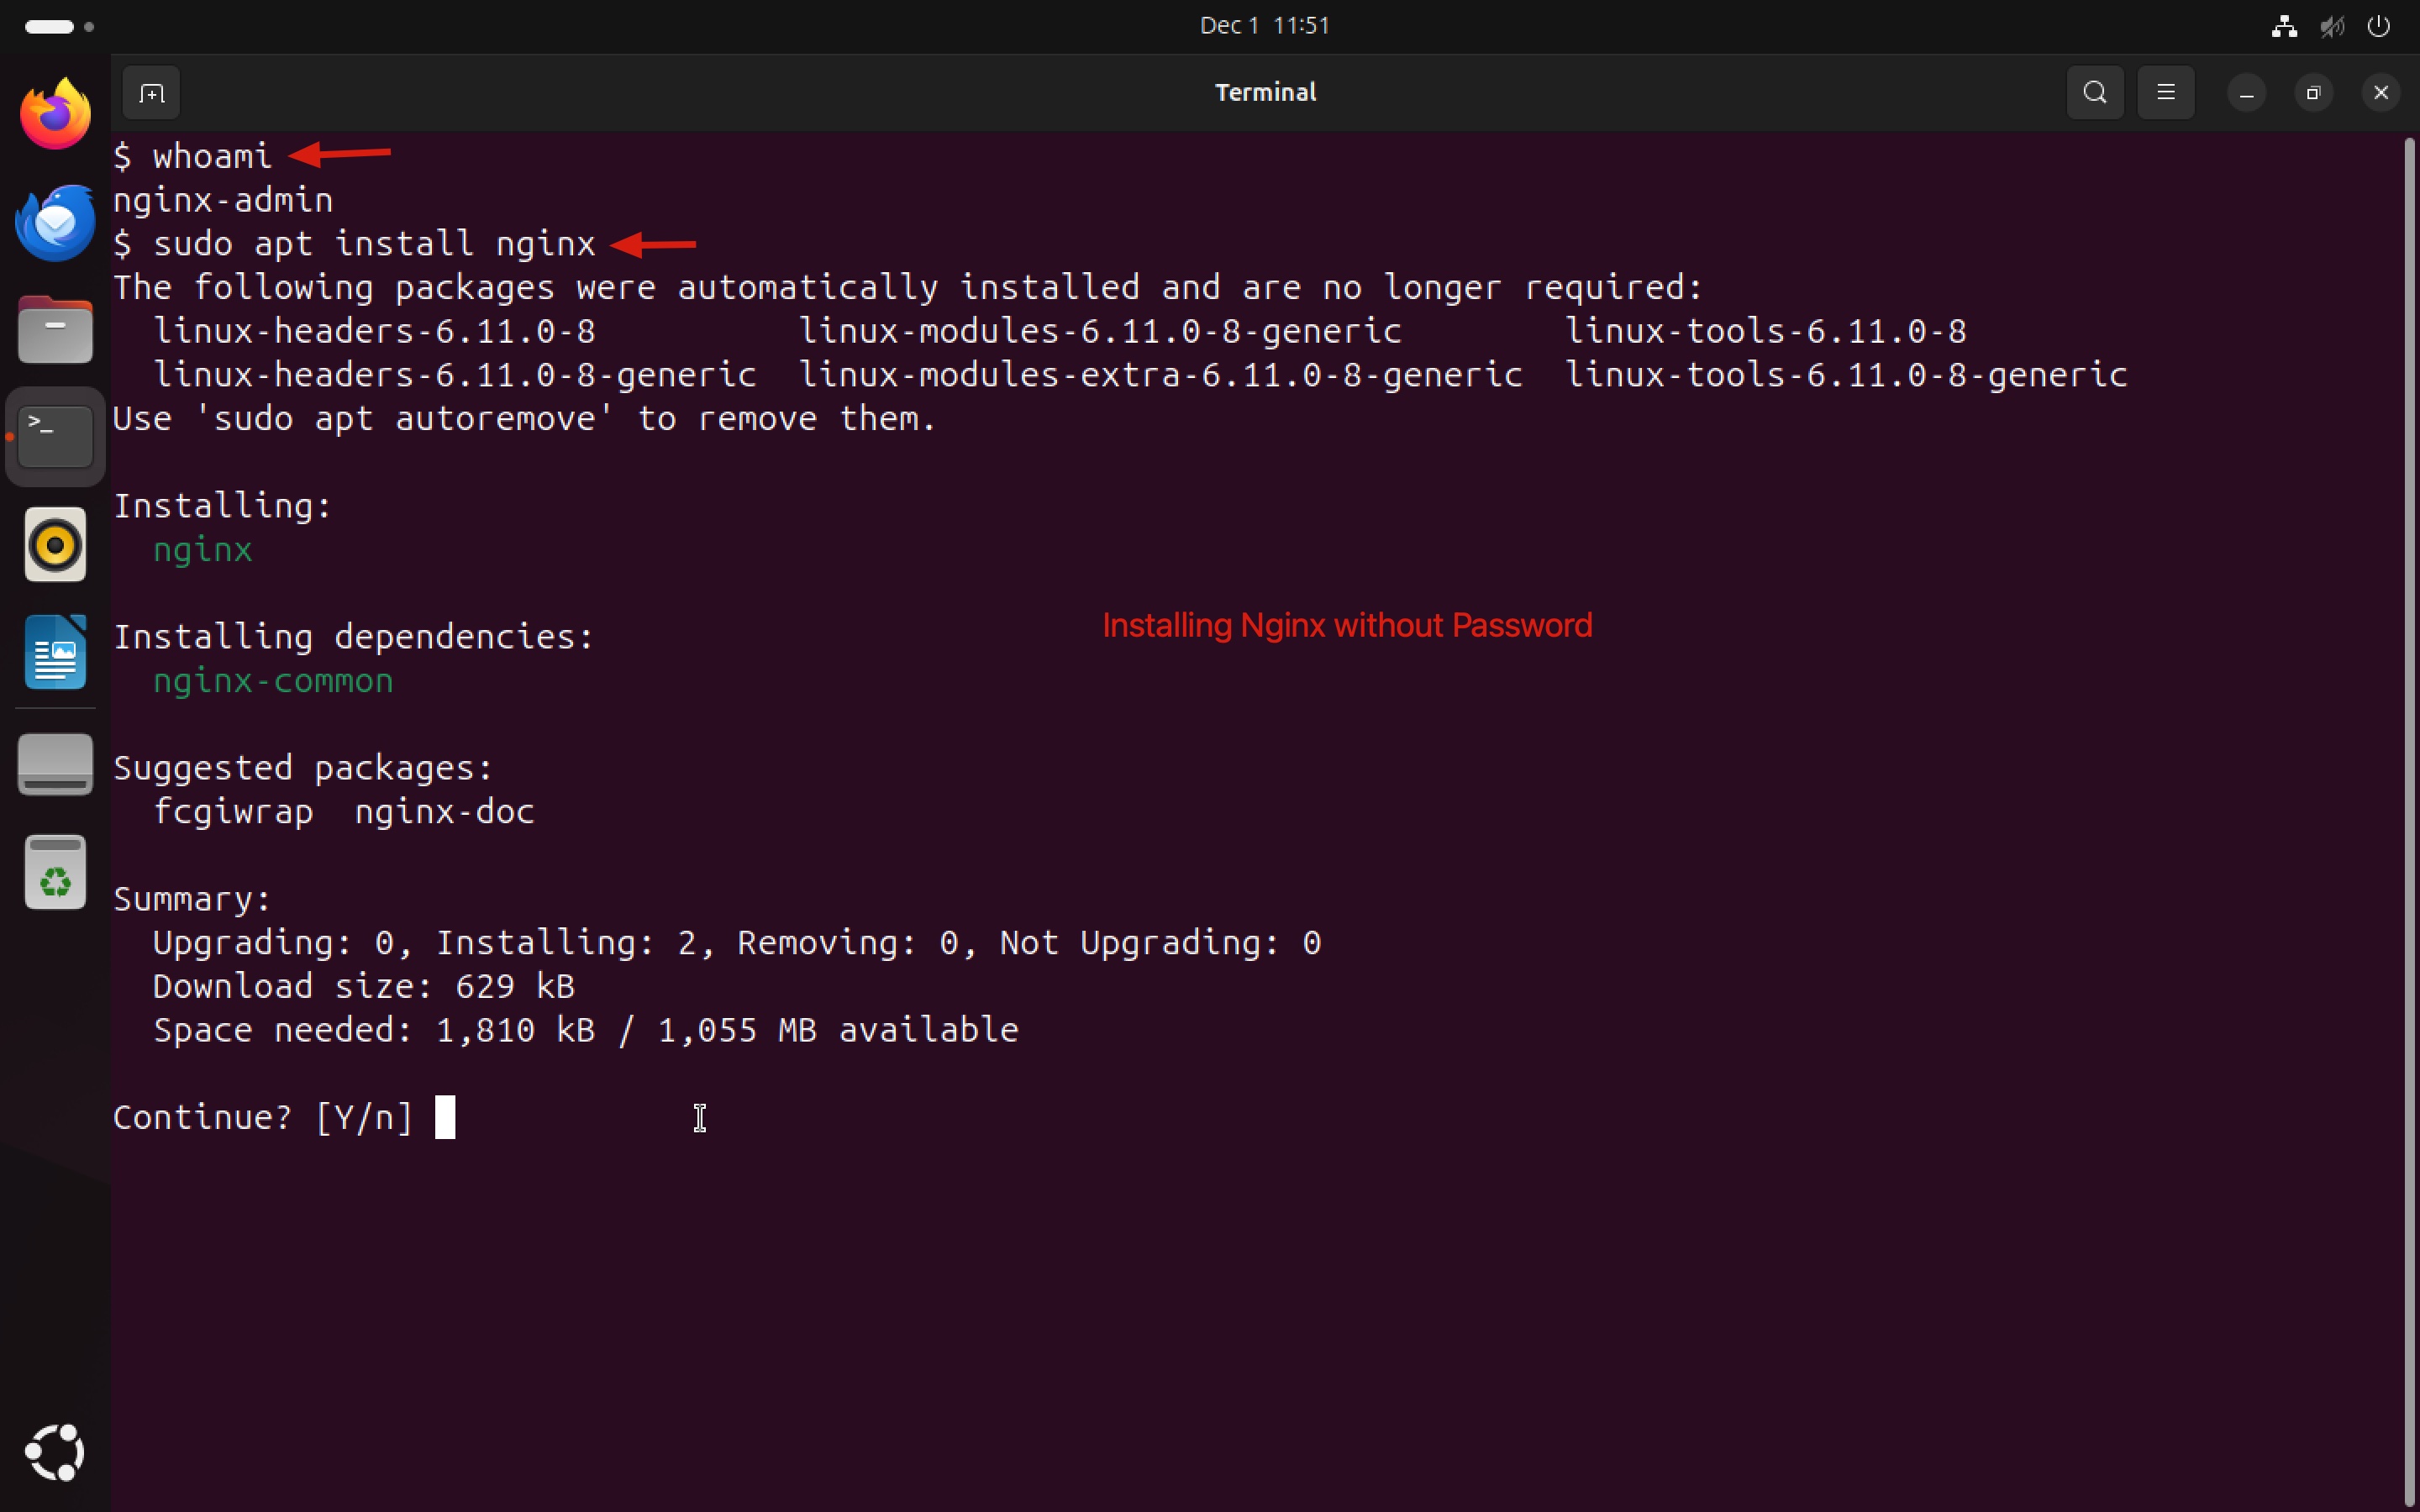 Dec 1 11:51
Terminal
$ whoami
nginx-admin
$ sudo apt install nginx
The following packages were automatically installed and are no longer required:
  linux-headers-6.11.0-8          linux-modules-6.11.0-8-generic        linux-tools-6.11.0-8
  linux-headers-6.11.0-8-generic  linux-modules-extra-6.11.0-8-generic  linux-tools-6.11.0-8-generic
Use 'sudo apt autoremove' to remove them.
Installing:
  nginx
Installing Nginx without Password
Installing dependencies:
  nginx-common
Suggested packages:
  fcgiwrap  nginx-doc
Summary:
  Upgrading: 0, Installing: 2, Removing: 0, Not Upgrading: 0
  Download size: 629 kB
  Space needed: 1,810 kB / 1,055 MB available
Continue? [Y/n]